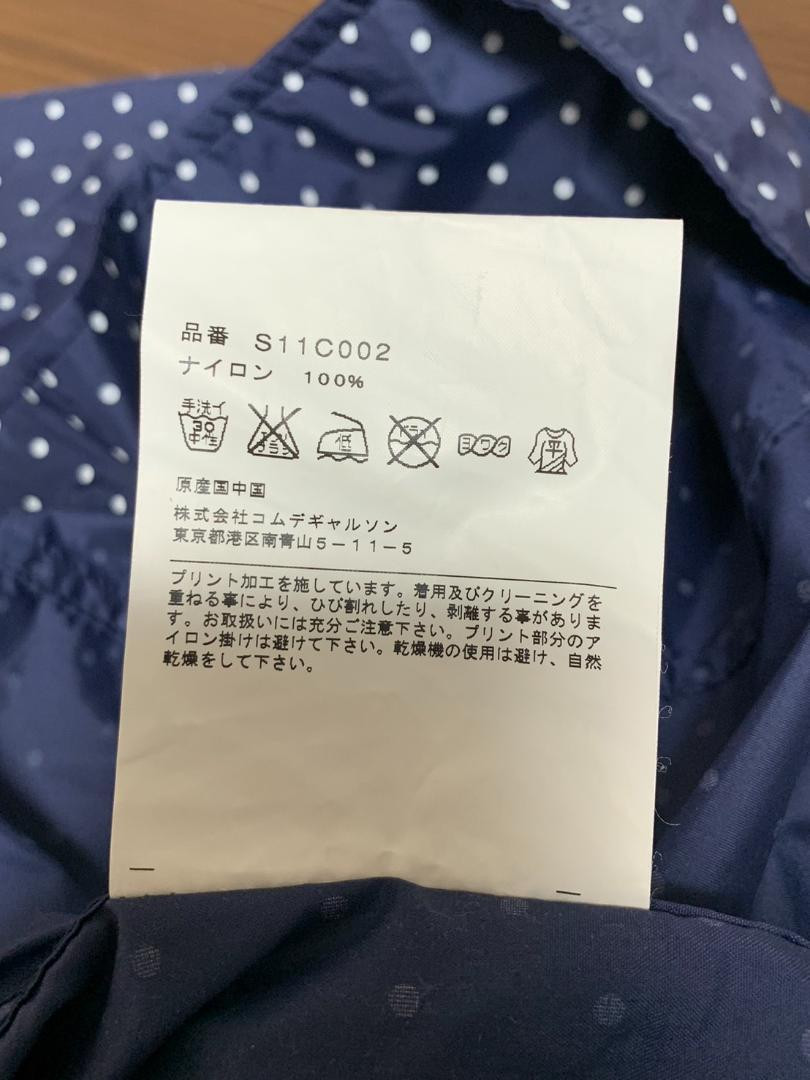 品番 S11C002
ナイロン 100%
手洗イ 30 中性 エンソサラシ 低 ドライ ヨワク 平
原産国中国
株式会社コムデギャルソン
東京都港区南青山5-11-5
プリント加工を施しています。着用及びクリーニングを
重ねる事により、ひび割れしたり、剥離する事がありま
す。お取扱いには充分ご注意下さい。プリント部分のア
イロン掛けは避けて下さい。乾燥機の使用は避け、自然
乾燥をして下さい。